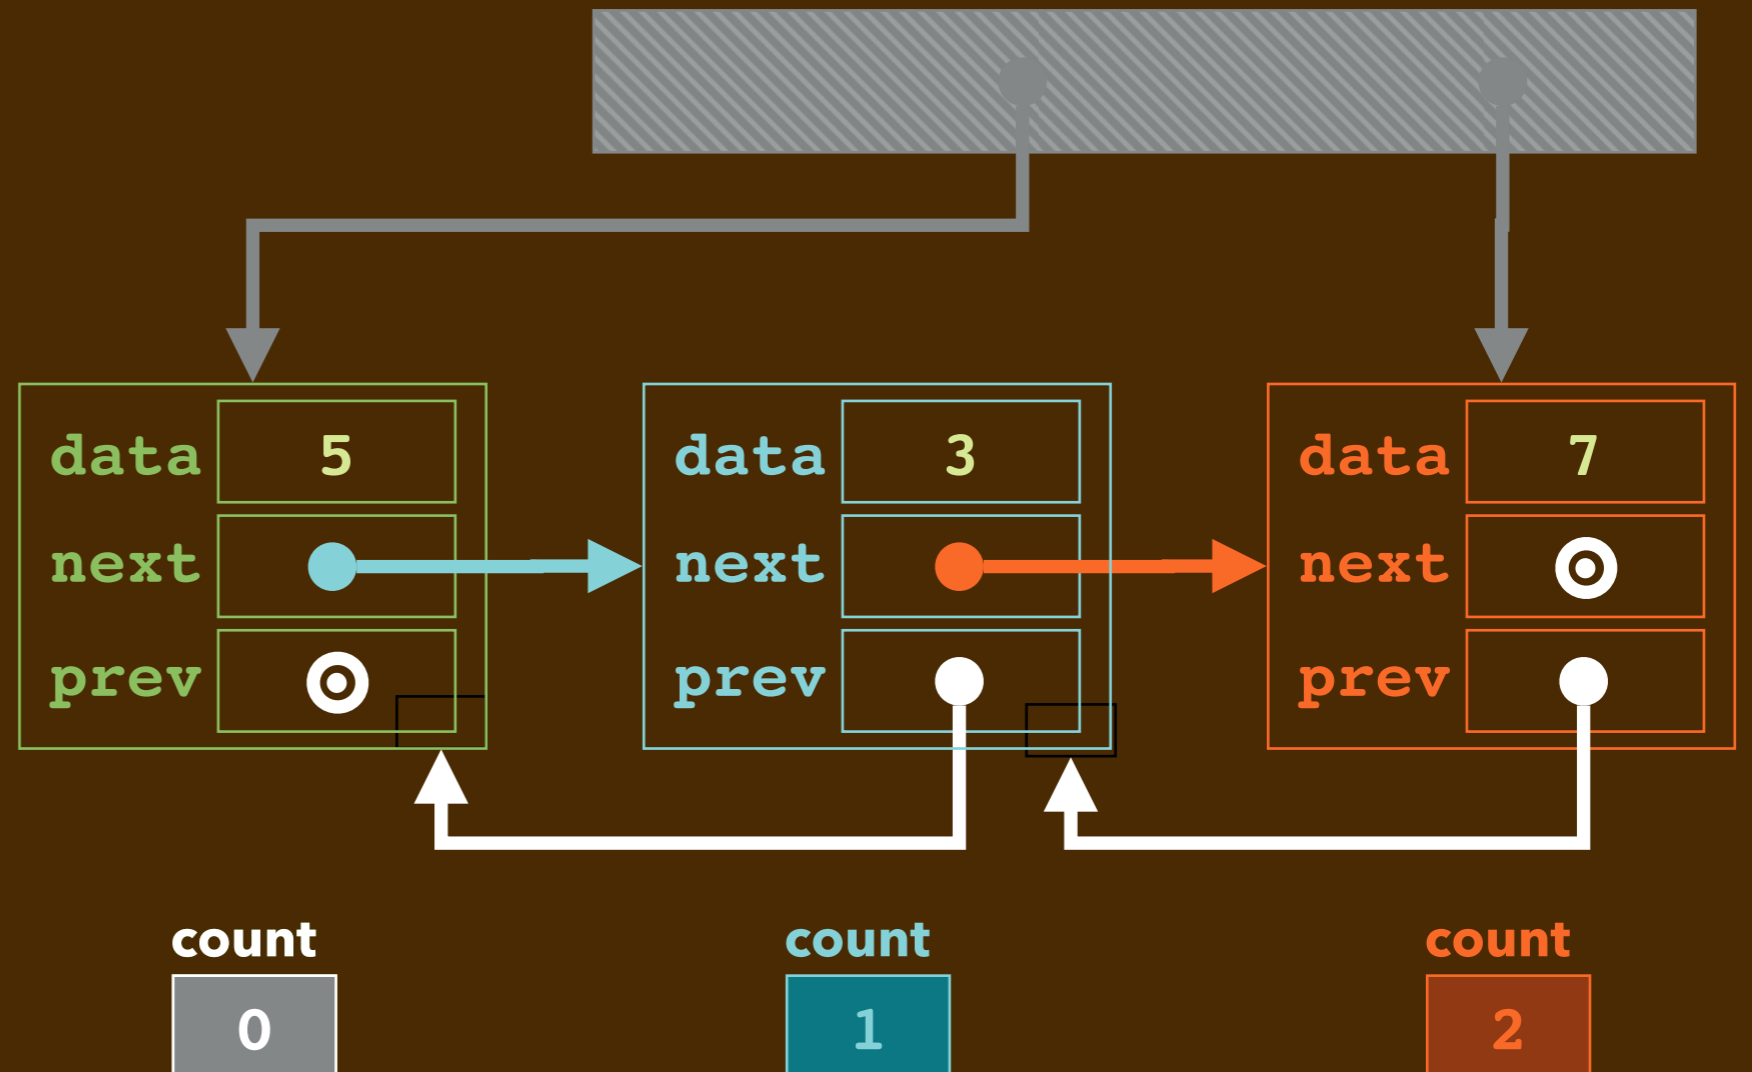 data 5 data 3 data 7
next next next
prev prev prev
count count count
0 1 2